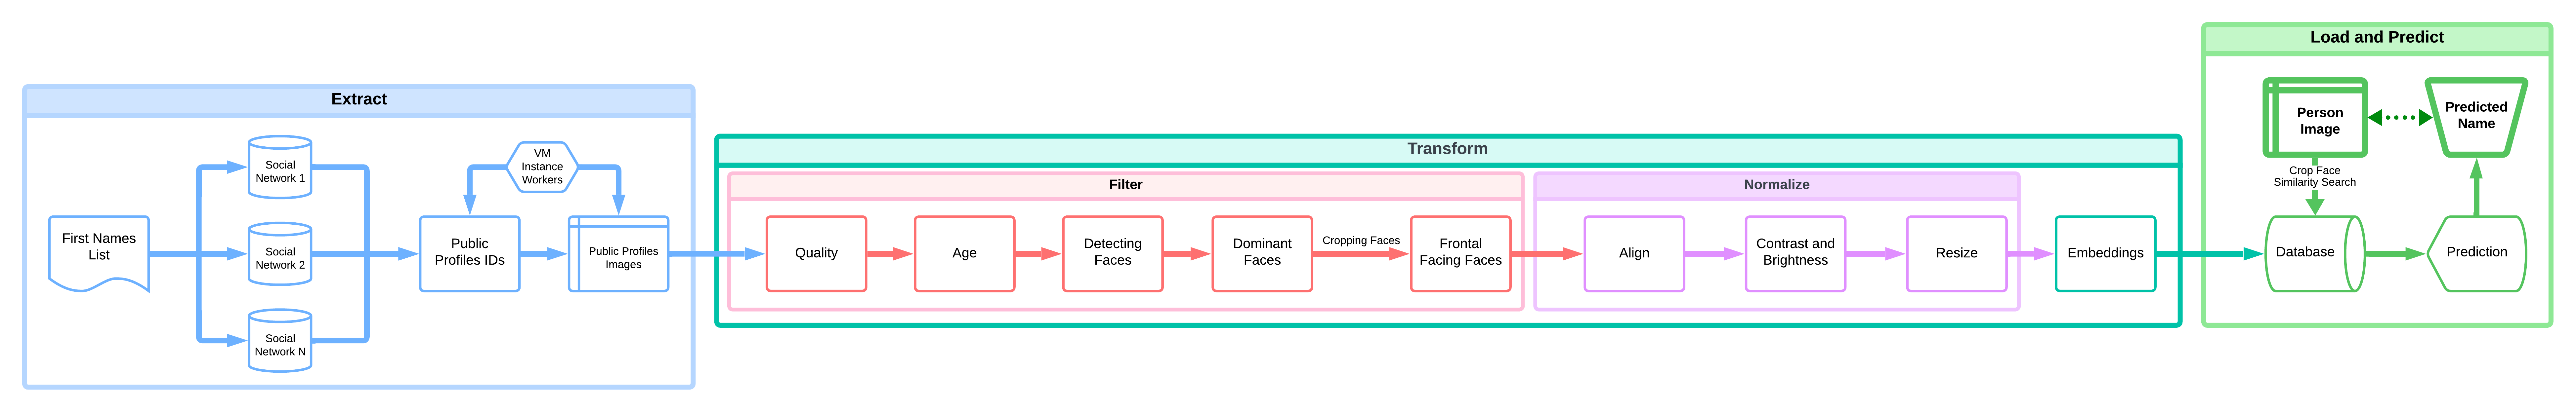 Extract
First Names
List
Social
Network 1
Social
Network 2
Social
Network N
Public
Profiles IDs
VM
Instance
Workers
Public Profiles
Images
Transform
Filter
Quality
Age
Detecting
Faces
Dominant
Faces
Cropping Faces
Frontal
Facing Faces
Normalize
Align
Contrast and
Brightness
Resize
Embeddings
Load and Predict
Person
Image
Predicted
Name
Crop Face
Similarity Search
Database
Prediction